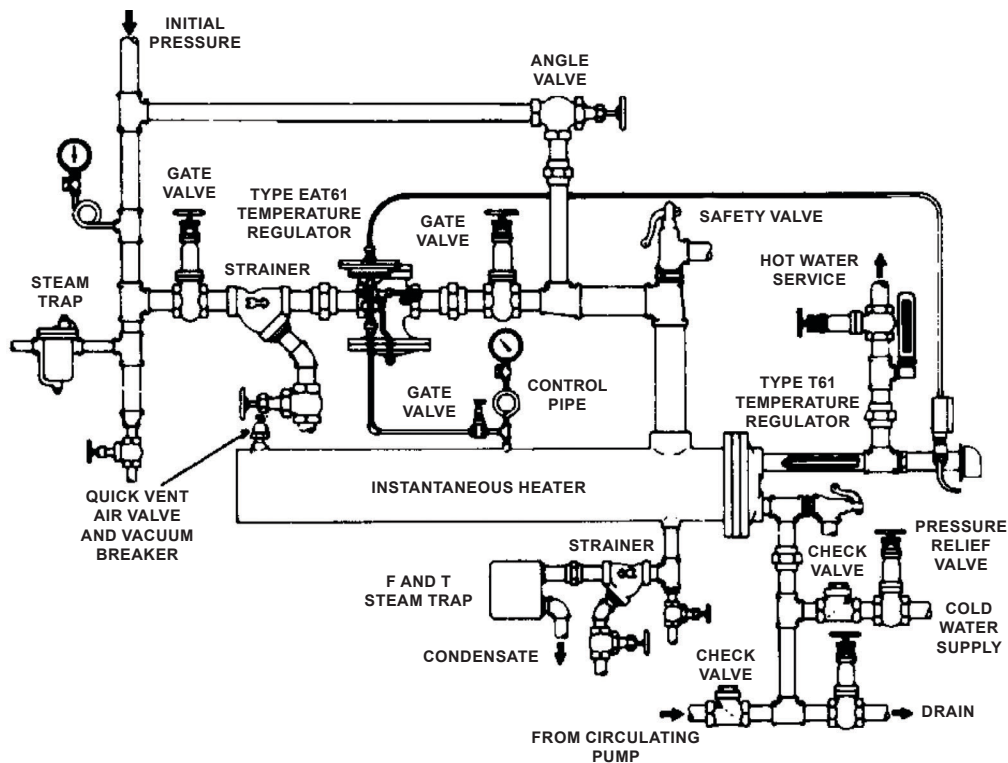 INITIAL
PRESSURE
ANGLE
VALVE
GATE
VALVE
TYPE EAT61
TEMPERATURE
REGULATOR
GATE
VALVE
SAFETY VALVE
STRAINER
HOT WATER
SERVICE
STEAM
TRAP
GATE
VALVE
CONTROL
PIPE
TYPE T61
TEMPERATURE
REGULATOR
INSTANTANEOUS HEATER
QUICK VENT
AIR VALVE
AND VACUUM
BREAKER
STRAINER
F AND T
STEAM TRAP
CHECK
VALVE
PRESSURE
RELIEF
VALVE
COLD
WATER
SUPPLY
CONDENSATE
CHECK
VALVE
DRAIN
FROM CIRCULATING
PUMP